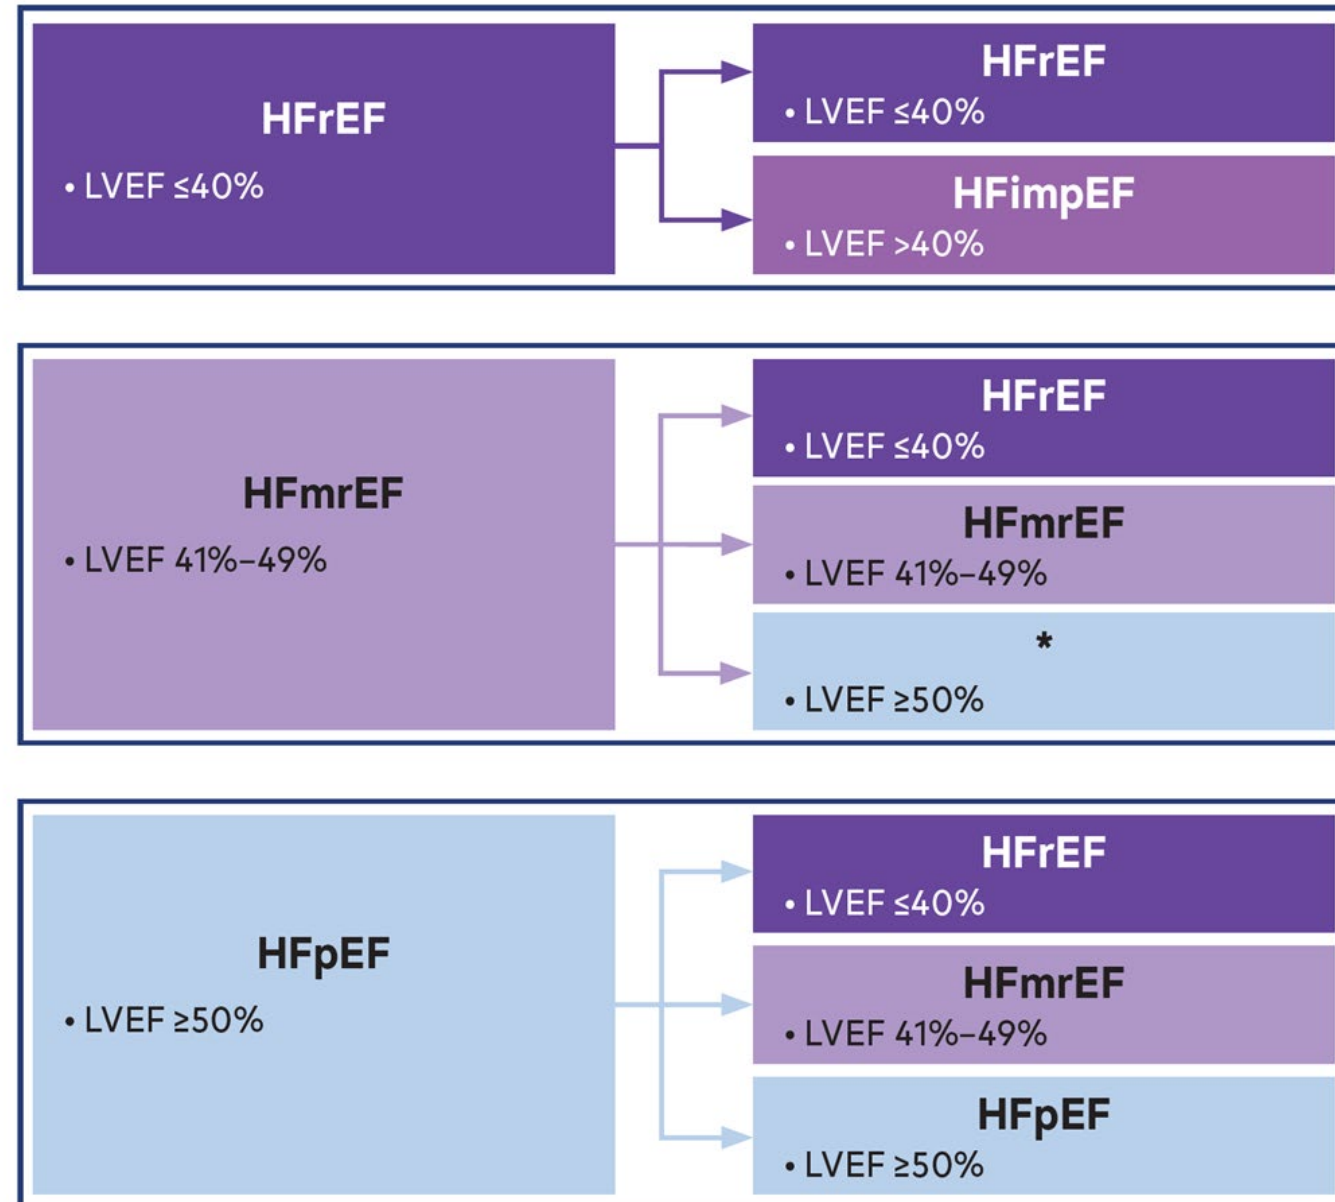 HFrEF
• LVEF ≤40%
HFrEF
• LVEF ≤40%
HFimpEF
• LVEF >40%
HFmrEF
• LVEF 41%–49%
HFrEF
• LVEF ≤40%
HFmrEF
• LVEF 41%–49%
*
• LVEF ≥50%
HFpEF
• LVEF ≥50%
HFrEF
• LVEF ≤40%
HFmrEF
• LVEF 41%–49%
HFpEF
• LVEF ≥50%